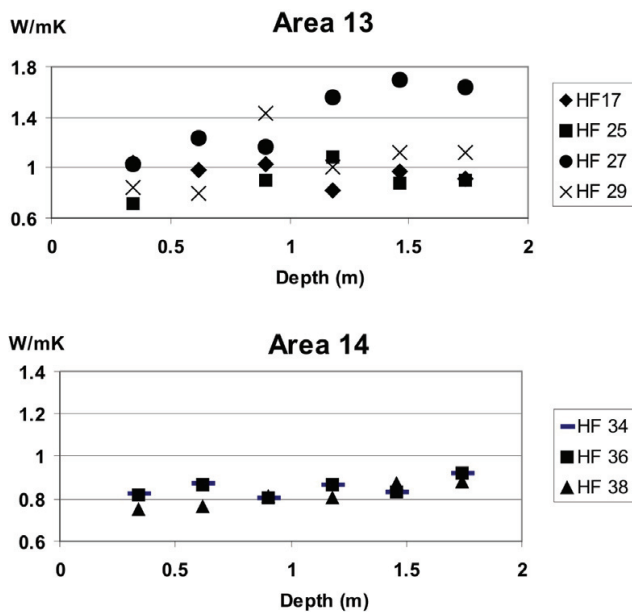 W/mK
Area 13
1.8
1.4
1
0.6
0
0.5
1
1.5
2
Depth (m)
HF17
HF 25
HF 27
HF 29
W/mK
Area 14
1.4
1.2
1
0.8
0.6
0
0.5
1
1.5
2
Depth (m)
HF 34
HF 36
HF 38